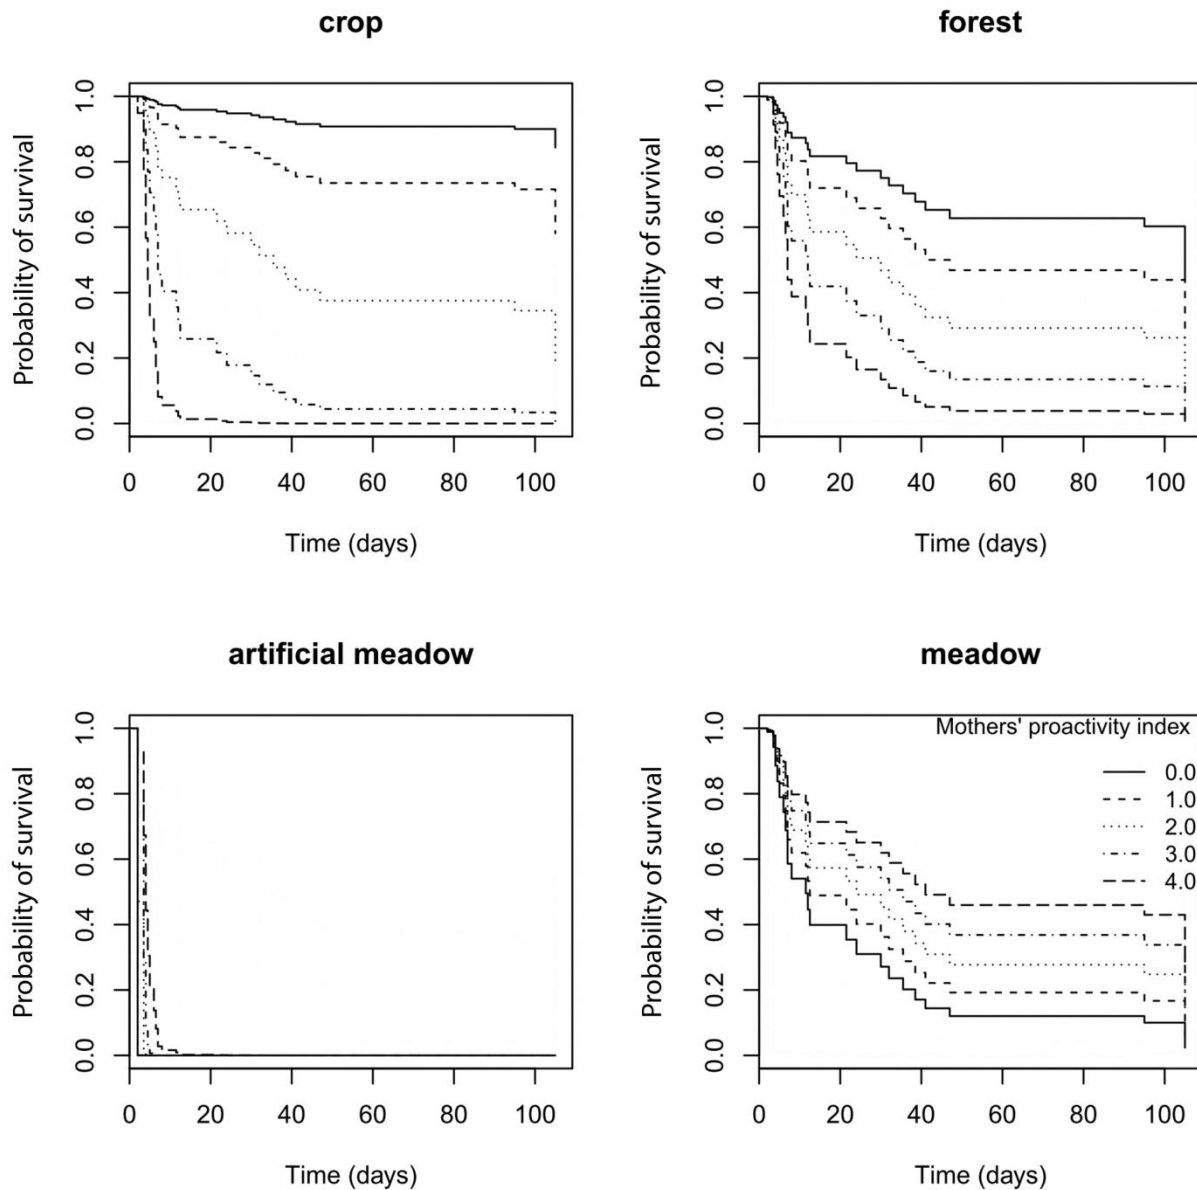 crop
Probability of survival
1.0
0.8
0.6
0.4
0.2
0.0
0 20 40 60 80 100
Time (days)
forest
Probability of survival
1.0
0.8
0.6
0.4
0.2
0.0
0 20 40 60 80 100
Time (days)
artificial meadow
Probability of survival
1.0
0.8
0.6
0.4
0.2
0.0
0 20 40 60 80 100
Time (days)
meadow
Probability of survival
1.0
0.8
0.6
0.4
0.2
0.0
Mothers' proactivity index
0.0
1.0
2.0
3.0
4.0
0 20 40 60 80 100
Time (days)